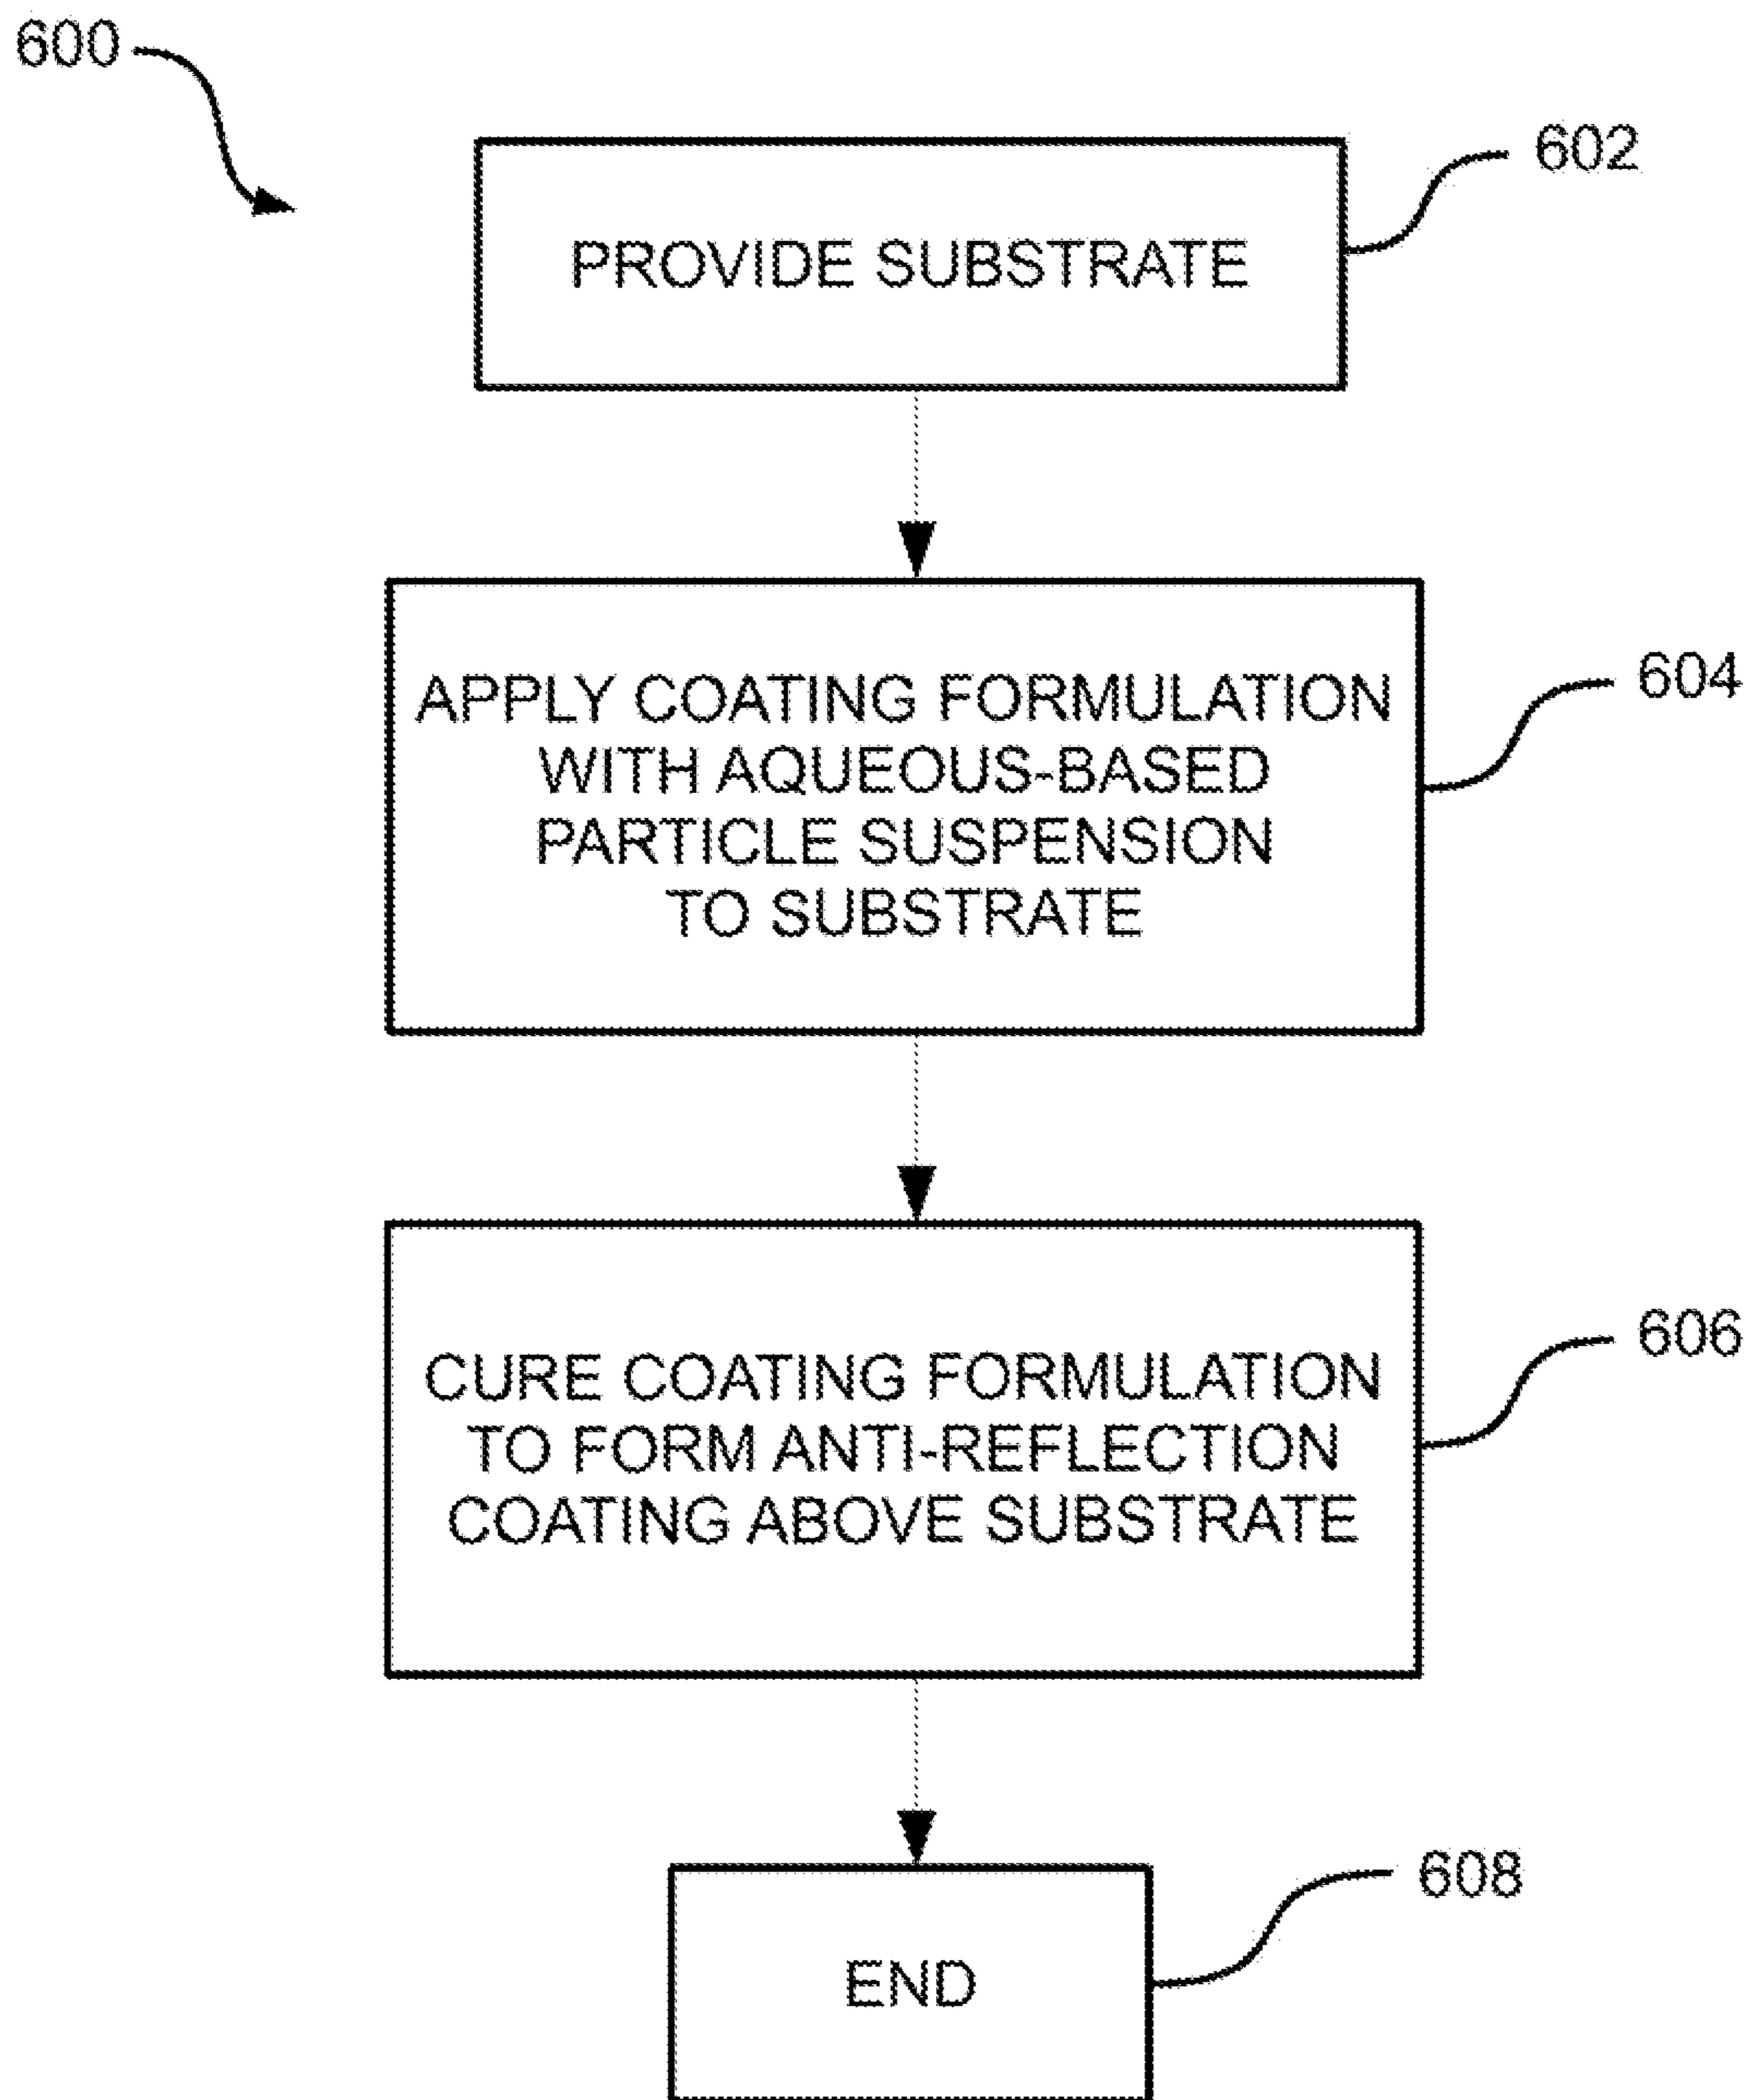 600
602
PROVIDE SUBSTRATE
604
APPLY COATING FORMULATION
WITH AQUEOUS-BASED
PARTICLE SUSPENSION
TO SUBSTRATE
606
CURE COATING FORMULATION
TO FORM ANTI-REFLECTION
COATING ABOVE SUBSTRATE
608
END